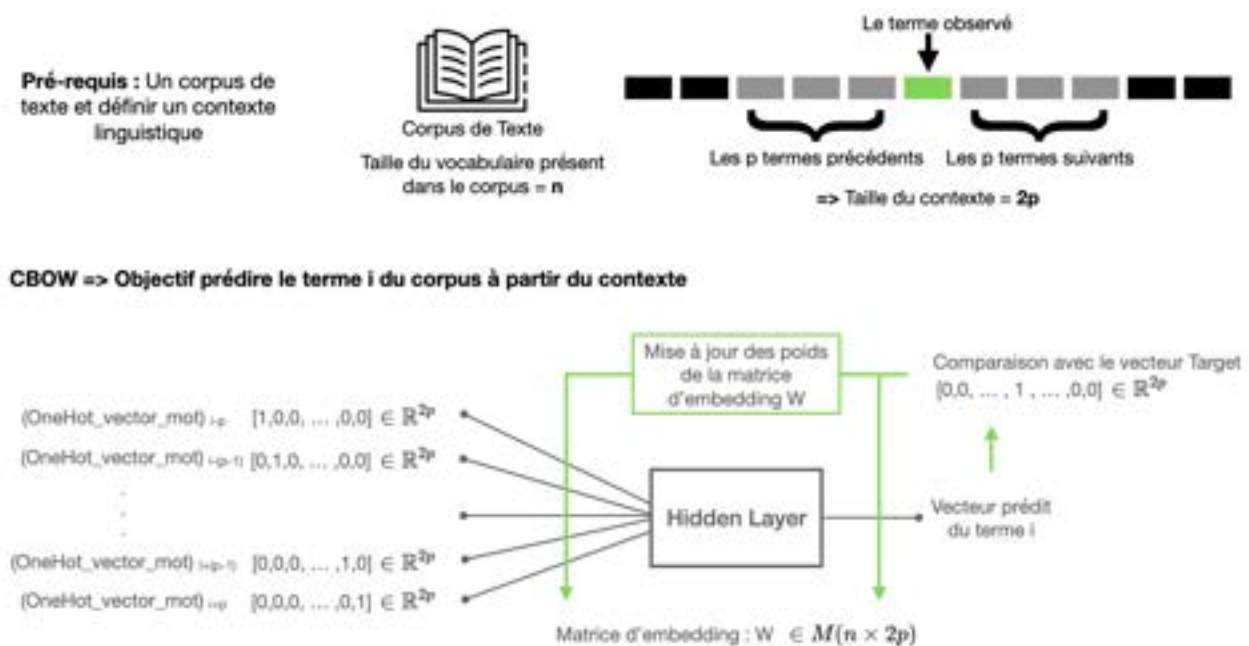 Le terme observé
Pré-requis : Un corpus de
texte et définir un contexte
linguistique
Corpus de Texte
Taille du vocabulaire présent
dans le corpus = n
Les p termes précédents
Les p termes suivants
=> Taille du contexte = 2p
CBOW => Objectif prédire le terme i du corpus à partir du contexte
Mise à jour des poids
de la matrice
d'embedding W
Comparaison avec le vecteur Target
[0,0, ... , 1 , ... ,0,0] ∈ ℝ²ᵖ
(OneHot_vector_mot) i-p [1,0,0, ... ,0,0] ∈ ℝ²ᵖ
(OneHot_vector_mot) i-(p-1) [0,1,0, ... ,0,0] ∈ ℝ²ᵖ
.
.
.
Hidden Layer
Vecteur prédit
du terme i
(OneHot_vector_mot) i+(p-1) [0,0,0, ... ,1,0] ∈ ℝ²ᵖ
(OneHot_vector_mot) i+p [0,0,0, ... ,0,1] ∈ ℝ²ᵖ
Matrice d'embedding : W ∈ M(n × 2p)